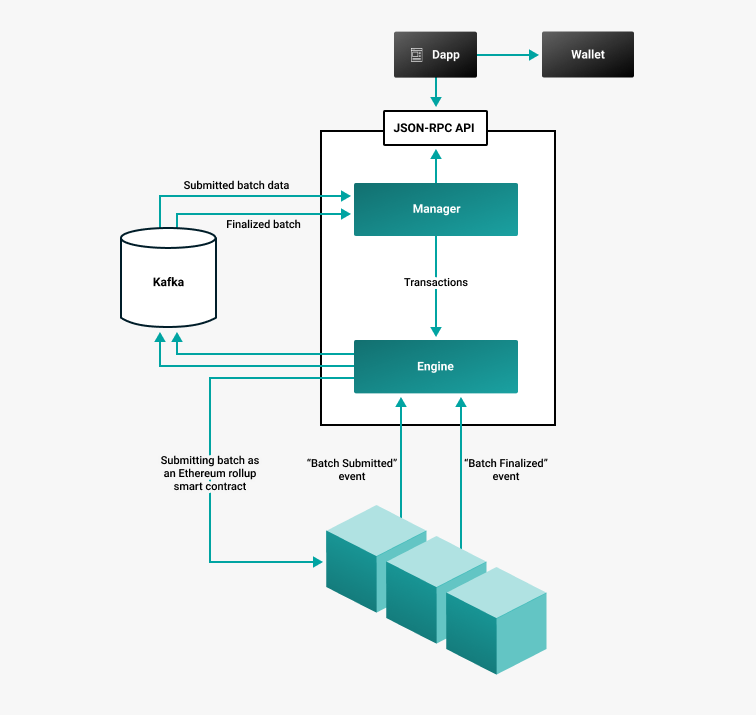 Dapp
Wallet
JSON-RPC API
Submitted batch data
Manager
Finalized batch
Kafka
Transactions
Engine
Submitting batch as
an Ethereum rollup
smart contract
“Batch Submitted”
event
“Batch Finalized”
event